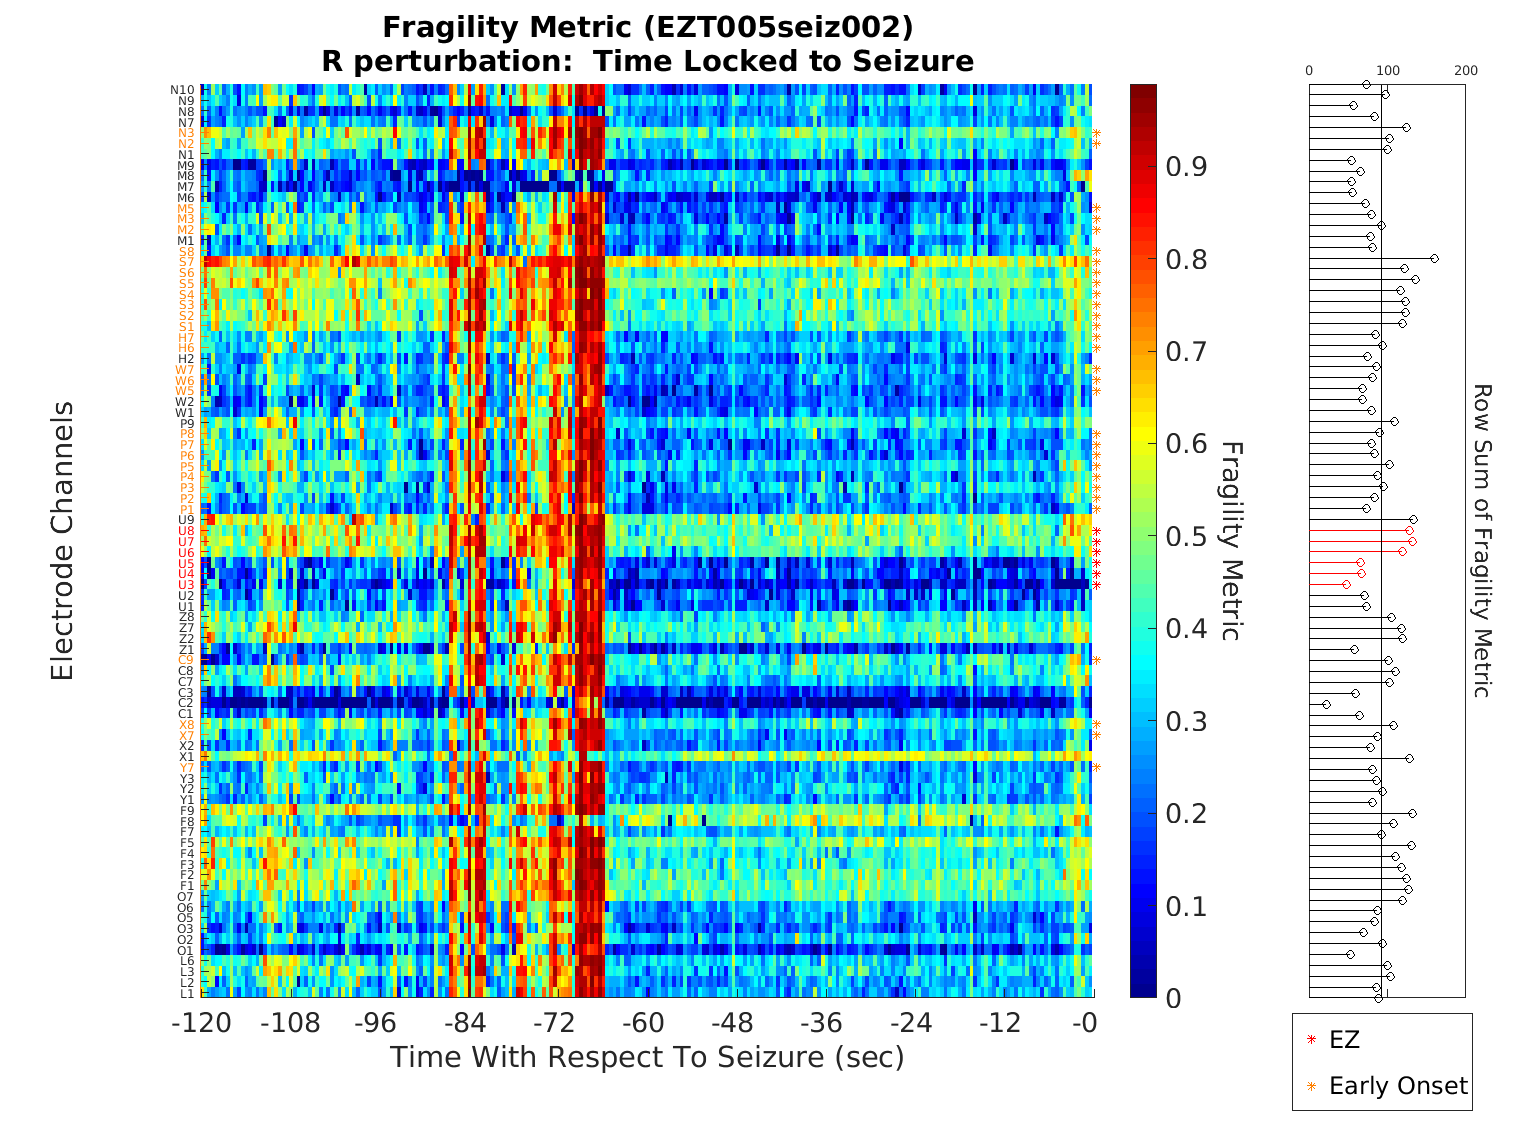 Fragility Metric (EZT005seiz002)
R perturbation:  Time Locked to Seizure
Electrode Channels
N10
N9
N8
N7
N3
N2
N1
M9
M8
M7
M6
M5
M3
M2
M1
S8
S7
S6
S5
S4
S3
S2
S1
H7
H6
H2
W7
W6
W5
W2
W1
P9
P8
P7
P6
P5
P4
P3
P2
P1
U9
U8
U7
U6
U5
U4
U3
U2
U1
Z8
Z7
Z2
Z1
C9
C8
C7
C3
C2
C1
X8
X7
X2
X1
Y7
Y3
Y2
Y1
F9
F8
F7
F5
F4
F3
F2
F1
O7
O6
O5
O3
O2
O1
L6
L3
L2
L1
-120 -108 -96 -84 -72 -60 -48 -36 -24 -12 -0
Time With Respect To Seizure (sec)
0.9
0.8
0.7
0.6
0.5
0.4
0.3
0.2
0.1
0
Fragility Metric
0 100 200
Row Sum of Fragility Metric
EZ
Early Onset